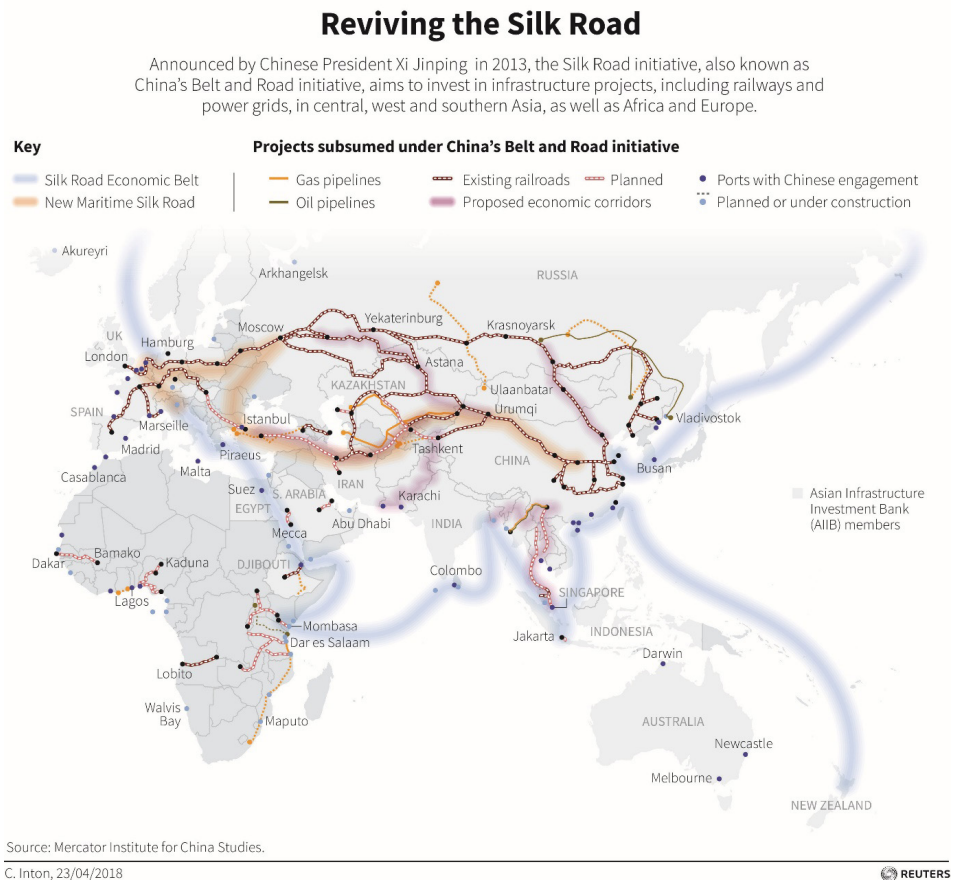 Reviving the Silk Road
Announced by Chinese President Xi Jinping in 2013, the Silk Road initiative, also known as
China's Belt and Road initiative, aims to invest in infrastructure projects, including railways and
power grids, in central, west and southern Asia, as well as Africa and Europe.
Key
Projects subsumed under China's Belt and Road initiative
Silk Road Economic Belt
New Maritime Silk Road
Gas pipelines
Oil pipelines
Existing railroads
Planned
Proposed economic corridors
Ports with Chinese engagement
Planned or under construction
Akureyri
Arkhangelsk
RUSSIA
UK
Hamburg
London
Moscow
Yekaterinburg
Krasnoyarsk
Astana
KAZAKHSTAN
Ulaanbatar
Urumqi
Vladivostok
SPAIN
Marseille
Madrid
Istanbul
Piraeus
Tashkent
CHINA
Busan
Casablanca
Malta
Suez
EGYPT
S. ARABIA
IRAN
Karachi
Abu Dhabi
INDIA
Mecca
Asian Infrastructure
Investment Bank
(AIIB) members
Dakar
Bamako
Kaduna
DJIBOUTI
Lagos
Colombo
SINGAPORE
Mombasa
Dar es Salaam
Jakarta
INDONESIA
Darwin
Lobito
Walvis
Bay
Maputo
AUSTRALIA
Newcastle
Melbourne
NEW ZEALAND
Source: Mercator Institute for China Studies.
C. Inton, 23/04/2018
REUTERS